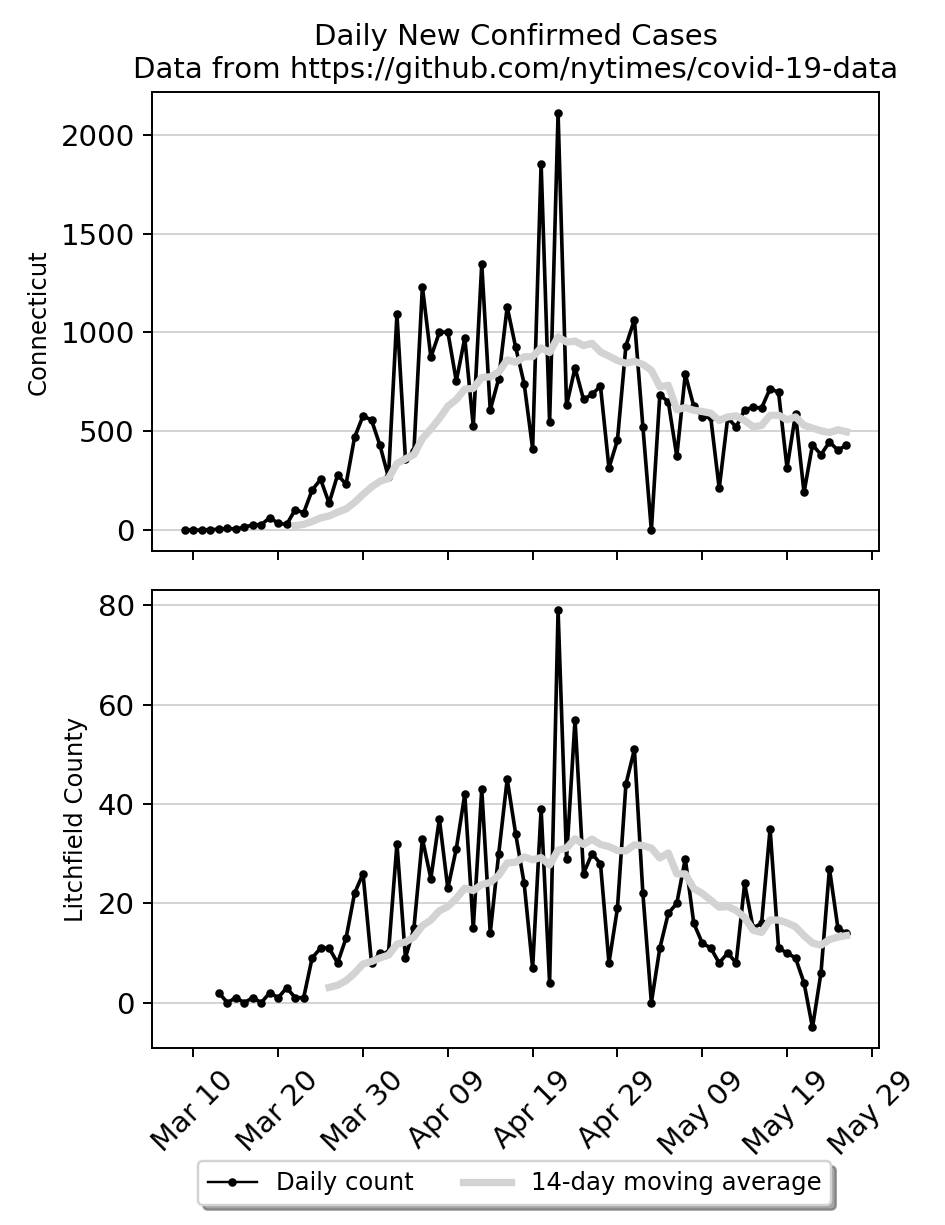 Daily New Confirmed Cases
Data from https://github.com/nytimes/covid-19-data
2000
1500
1000
500
0
Connecticut
80
60
40
20
0
Litchfield County
Mar 10
Mar 20
Mar 30
Apr 09
Apr 19
Apr 29
May 09
May 19
May 29
Daily count
14-day moving average